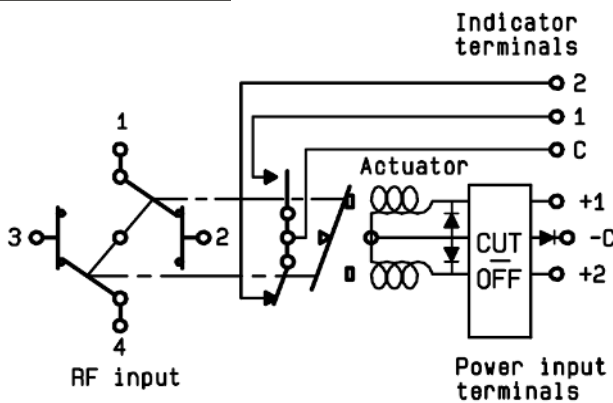 Indicator
terminals
2
1
C
Actuator
1
3
2
4
RF input
+1
-C
+2
CUT
OFF
Power input
terminals